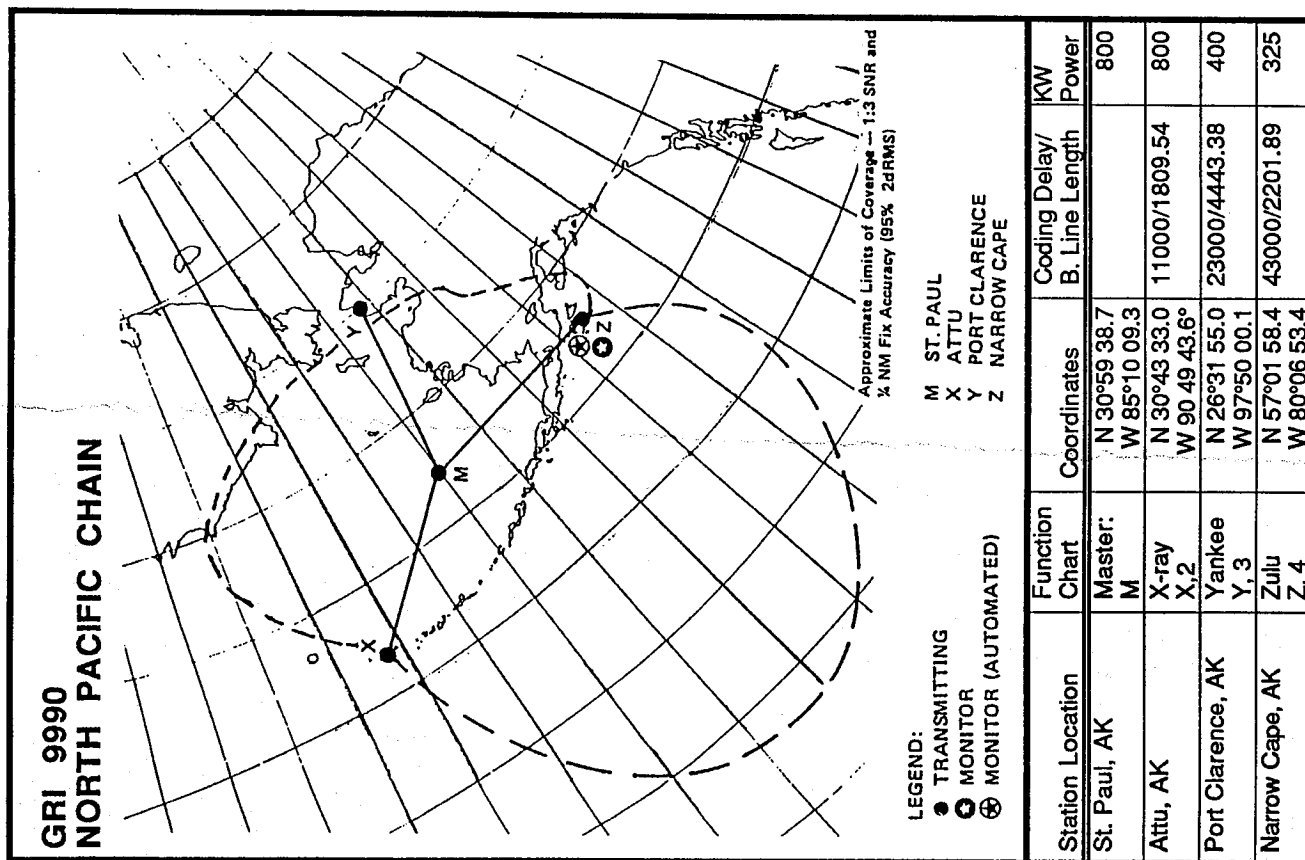 GRI 9990
NORTH PACIFIC CHAIN
X
M
Y
Z
Approximate Limits of Coverage — 1:3 SNR and
¼ NM Fix Accuracy (95% 2dRMS)
LEGEND:
TRANSMITTING
MONITOR
MONITOR (AUTOMATED)
M ST. PAUL
X ATTU
Y PORT CLARENCE
Z NARROW CAPE
Station Location Function Chart Coordinates Coding Delay/ B. Line Length KW Power
St. Paul, AK Master: M N 30°59 38.7 W 85°10 09.3 800
Attu, AK X-ray X,2 N 30°43 33.0 W 90 49 43.6° 11000/1809.54 800
Port Clarence, AK Yankee Y, 3 N 26°31 55.0 W 97°50 00.1 23000/4443.38 400
Narrow Cape, AK Zulu Z, 4 N 57°01 58.4 W 80°06 53.4 43000/2201.89 325